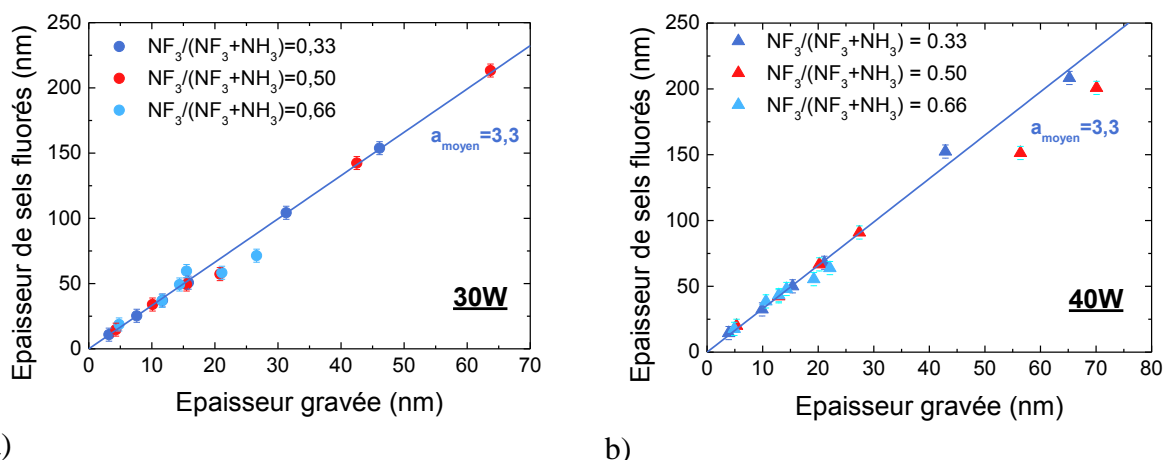 250
200
150
100
50
0
Epaisseur de sels fluorés (nm)
NF3/(NF3+NH3)=0,33
NF3/(NF3+NH3)=0,50
NF3/(NF3+NH3)=0,66
amoyen=3,3
30W
0 10 20 30 40 50 60 70
Epaisseur gravée (nm)
)
250
200
150
100
50
0
Epaisseur de sels fluorés (nm)
NF3/(NF3+NH3) = 0.33
NF3/(NF3+NH3) = 0.50
NF3/(NF3+NH3) = 0.66
amoyen=3,3
40W
0 10 20 30 40 50 60 70 80
Epaisseur gravée (nm)
b)